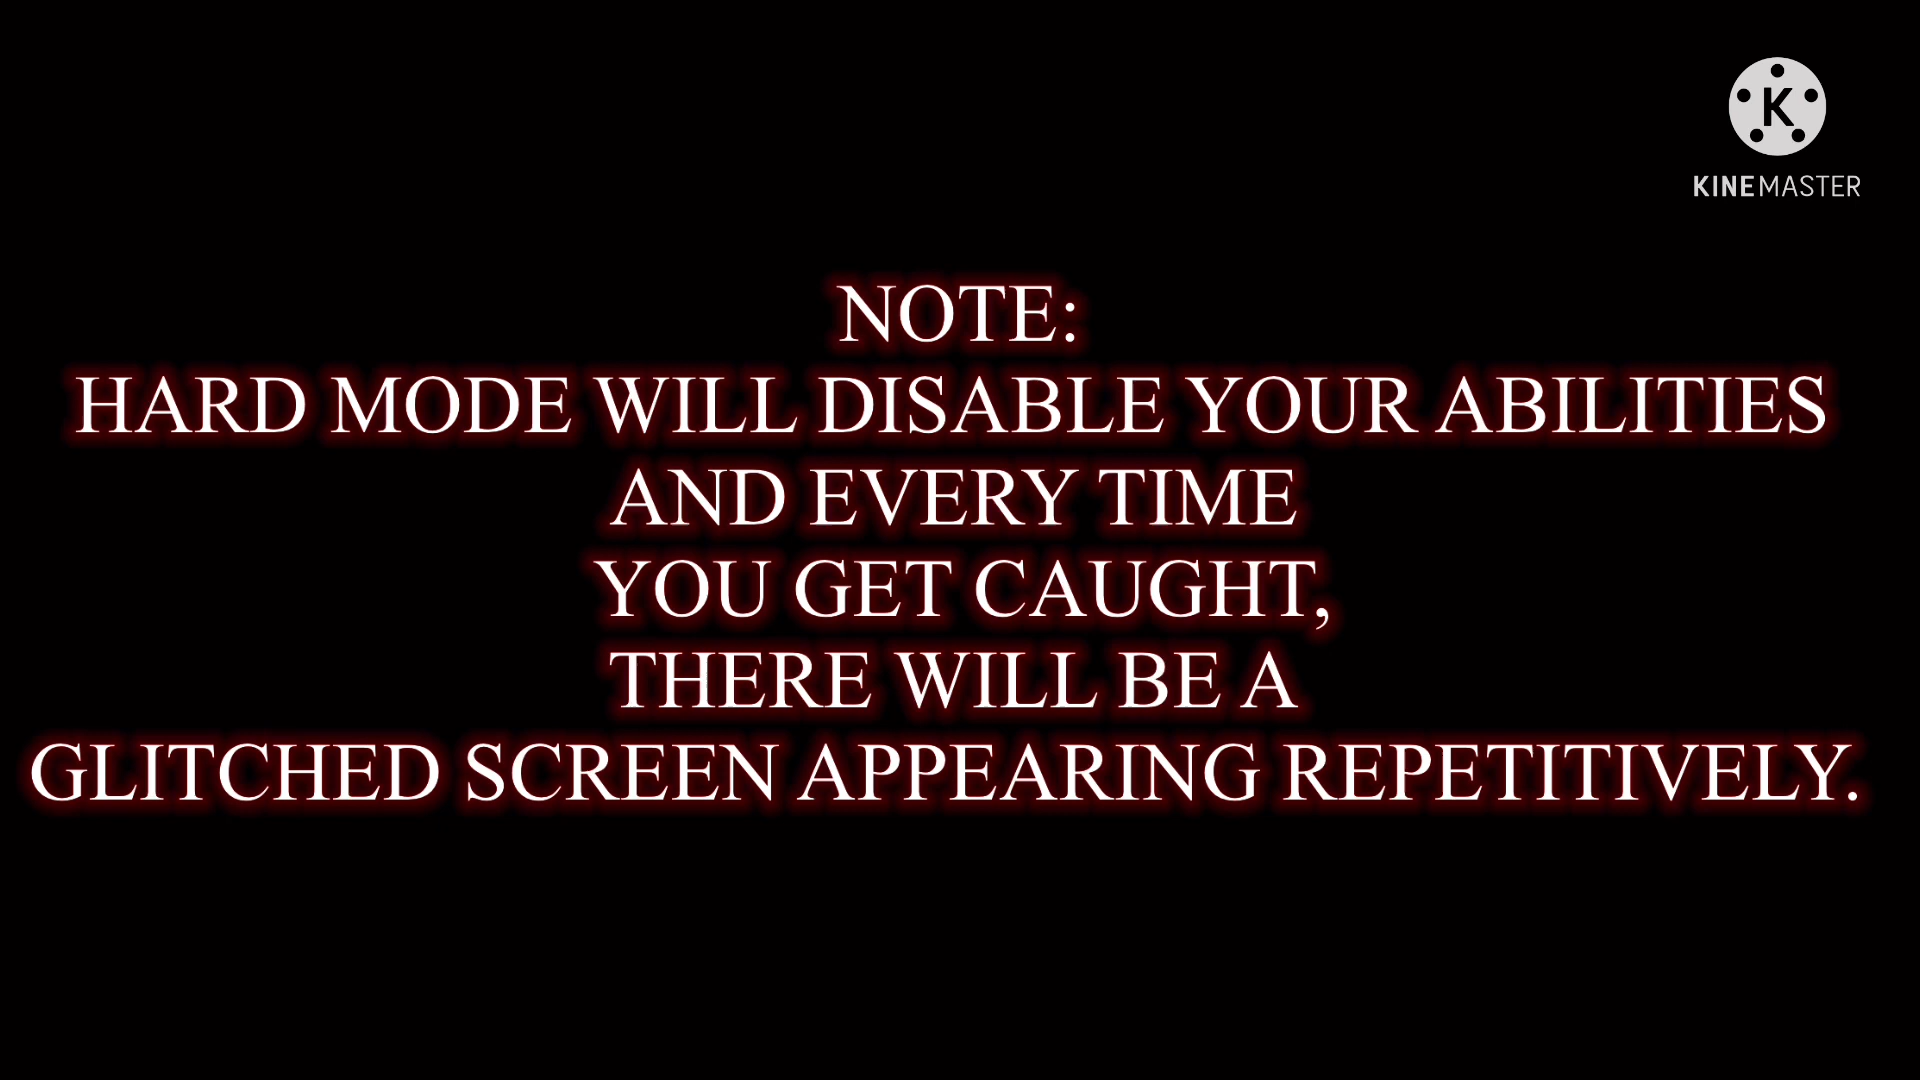 K
KINEMASTER
NOTE:
HARD MODE WILL DISABLE YOUR ABILITIES
AND EVERY TIME
YOU GET CAUGHT,
THERE WILL BE A
GLITCHED SCREEN APPEARING REPETITIVELY.